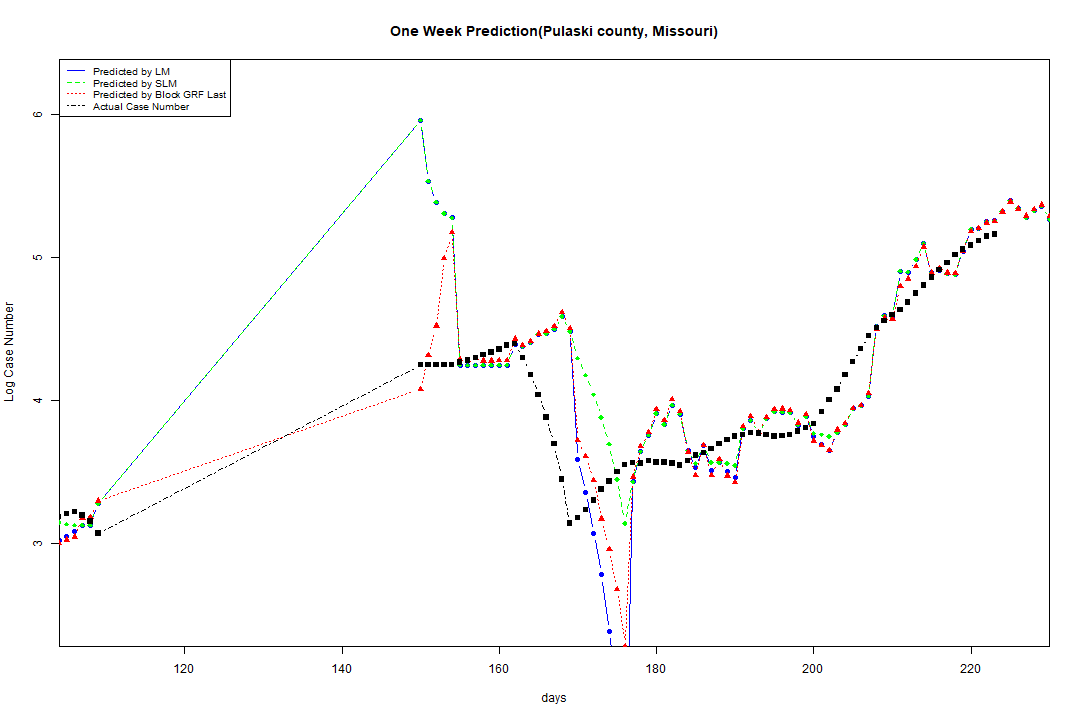 One Week Prediction(Pulaski county, Missouri)
Predicted by LM
Predicted by SLM
Predicted by Block GRF Last
Actual Case Number
6
5
4
3
Log Case Number
120 140 160 180 200 220
days